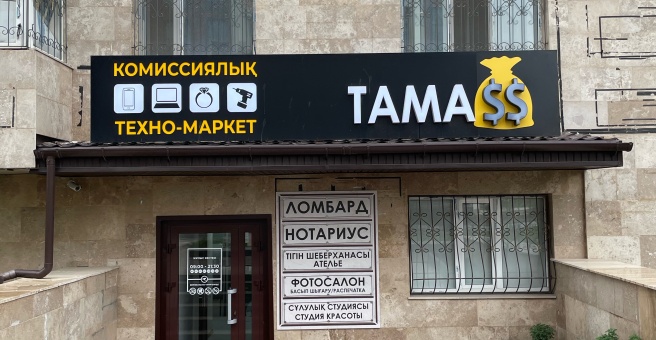 КОМИССИЯЛЫҚ
ТЕХНО-МАРКЕТ
TAMA$$
ЛОМБАРД
НОТАРИУС
ТІГІН ШЕБЕРХАНАСЫ
АТЕЛЬЕ
ФОТОСАЛОН
БАСЫП ШЫҒАРУ/РАСПЕЧАТКА
СҰЛУЛЫҚ СТУДИЯСЫ
СТУДИЯ КРАСОТЫ